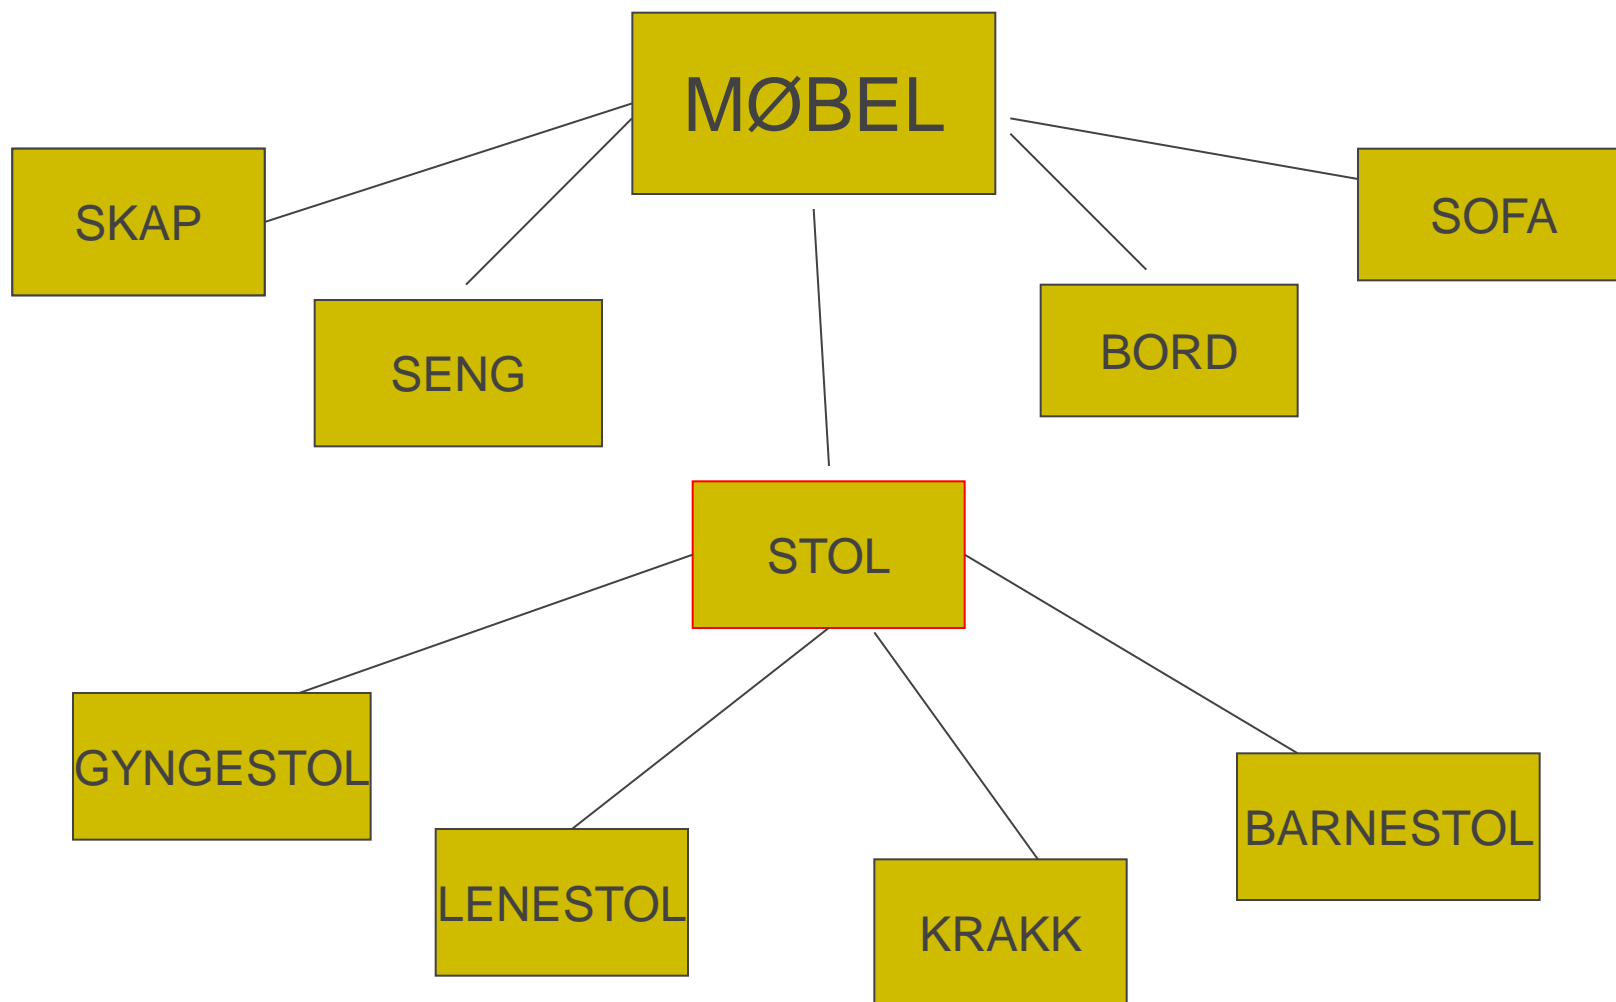 MØBEL
SKAP
SOFA
SENG
BORD
STOL
GYNGESTOL
BARNESTOL
LENESTOL
KRAKK